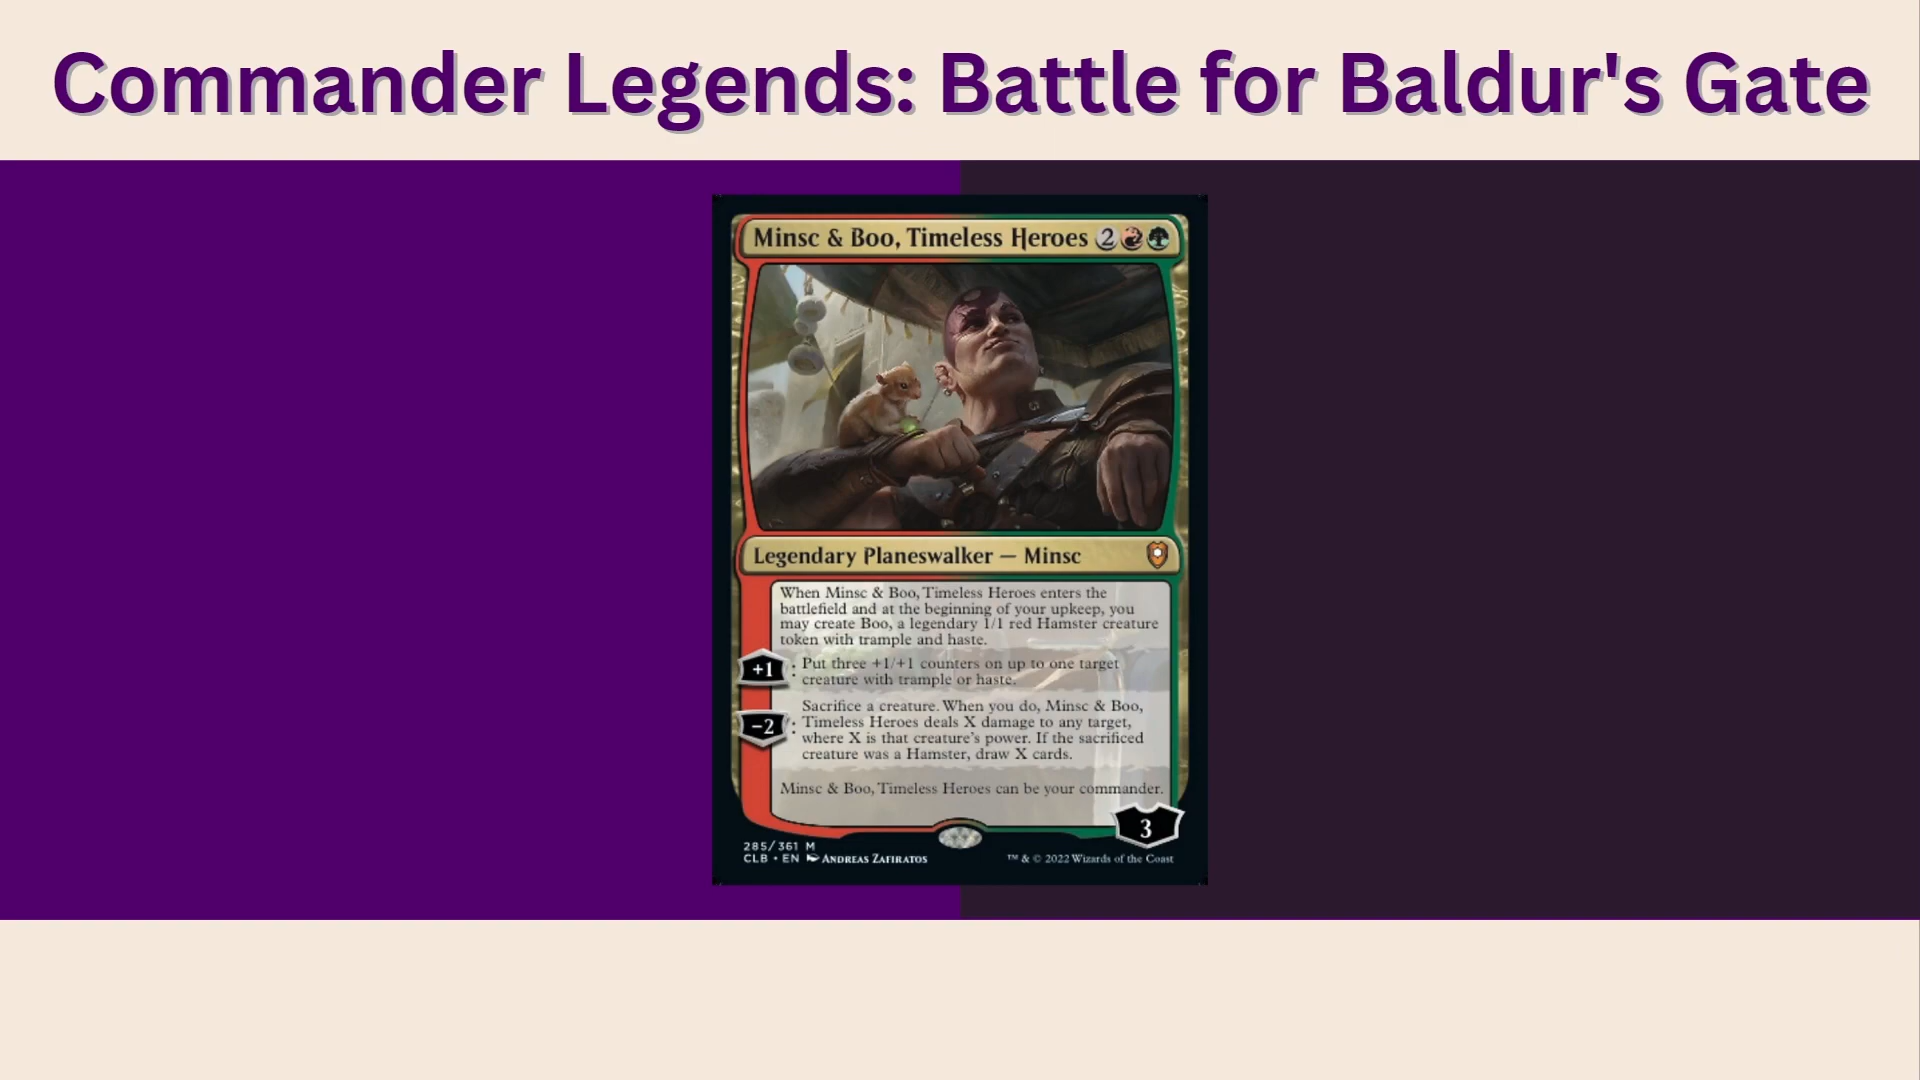 Commander Legends: Battle for Baldur's Gate
Minsc & Boo, Timeless Heroes 2
Legendary Planeswalker — Minsc
When Minsc & Boo, Timeless Heroes enters the
battlefield and at the beginning of your upkeep, you
may create Boo, a legendary 1/1 red Hamster creature
token with trample and haste.
+1 : Put three +1/+1 counters on up to one target
creature with trample or haste.
Sacrifice a creature. When you do, Minsc & Boo,
−2 : Timeless Heroes deals X damage to any target,
where X is that creature's power. If the sacrificed
creature was a Hamster, draw X cards.
Minsc & Boo, Timeless Heroes can be your commander.
3
285/361 M
CLB • EN Andreas Zafiratos
™ & © 2022 Wizards of the Coast